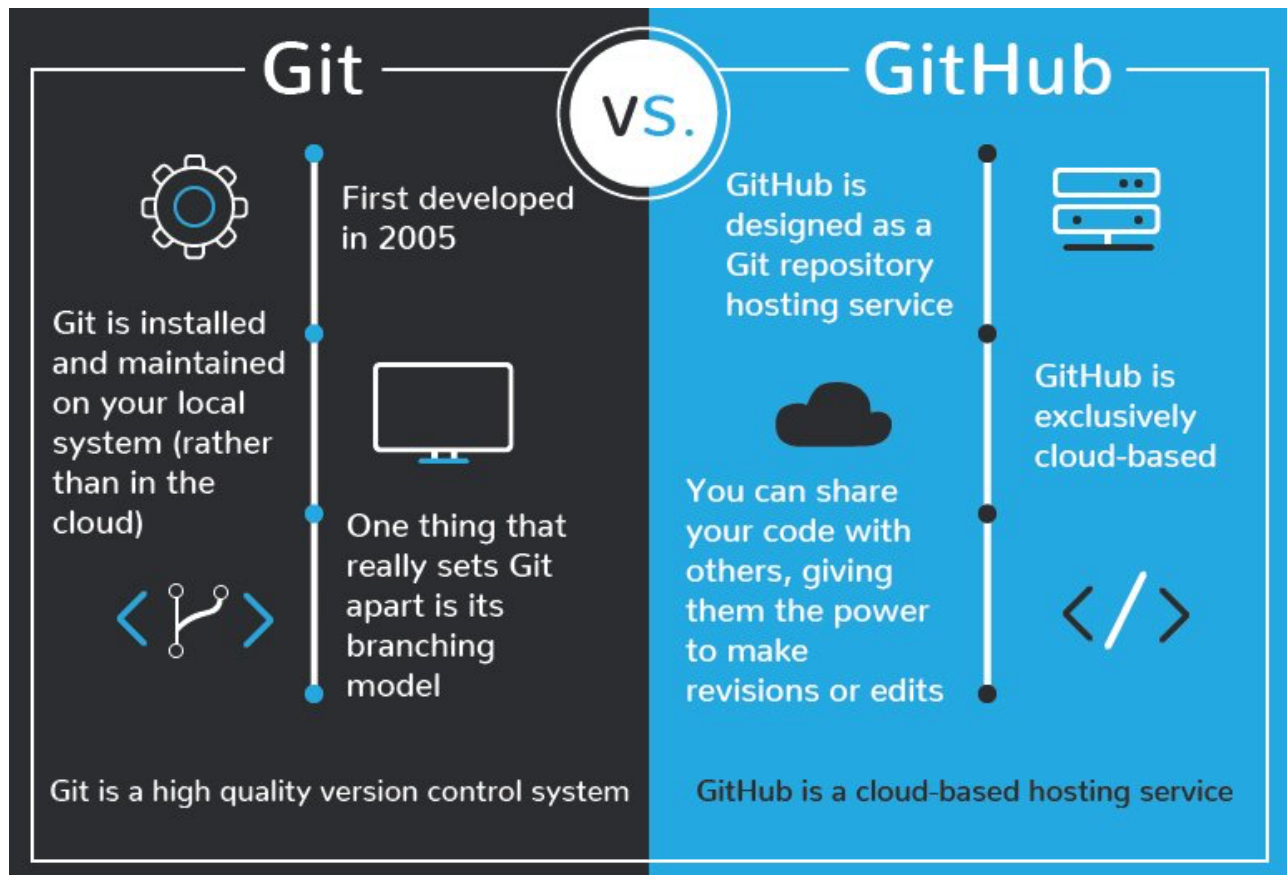 Git
vs.
GitHub
First developed
in 2005
Git is installed
and maintained
on your local
system (rather
than in the
cloud)
One thing that
really sets Git
apart is its
branching
model
Git is a high quality version control system
GitHub is
designed as a
Git repository
hosting service
GitHub is
exclusively
cloud-based
You can share
your code with
others, giving
them the power
to make
revisions or edits
GitHub is a cloud-based hosting service